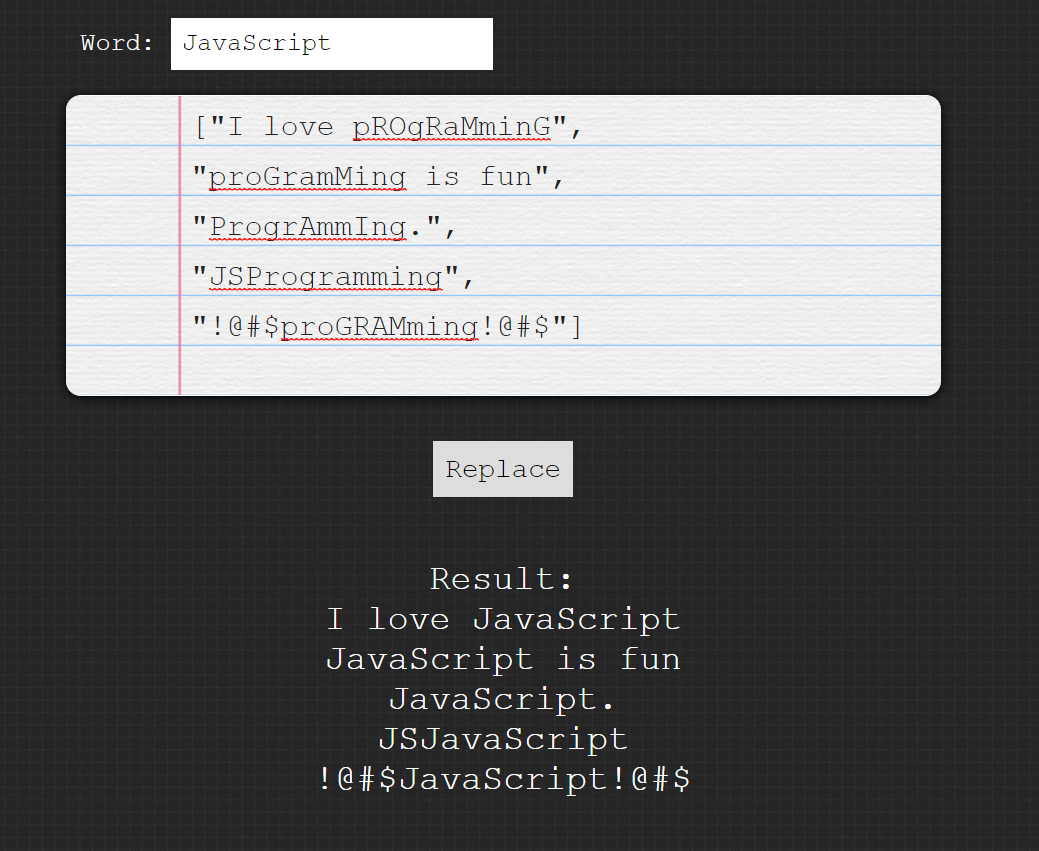 Word: JavaScript
["I love pROgRaMminG",
"proGramMing is fun",
"ProgrAmmIng.",
"JSProgramming",
"!@#$proGRAMming!@#$"]
Replace
Result:
I love JavaScript
JavaScript is fun
JavaScript.
JSJavaScript
!@#$JavaScript!@#$